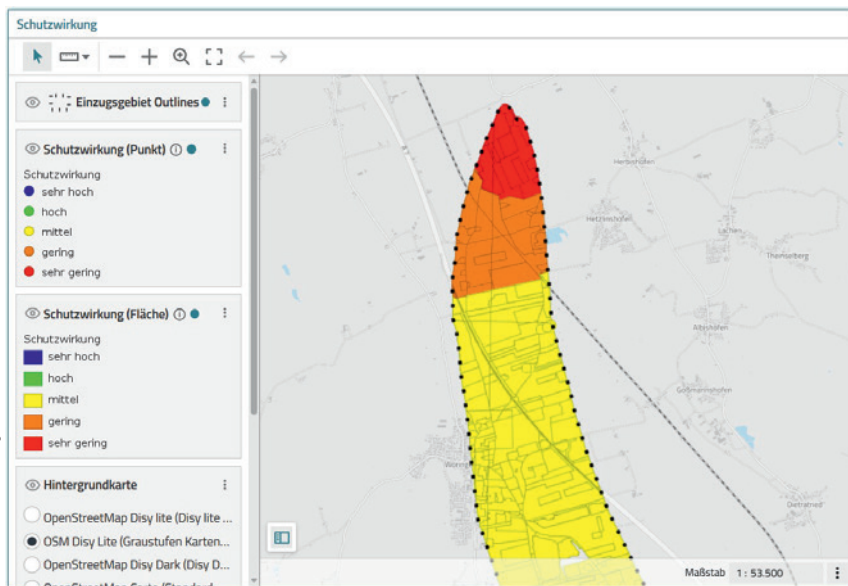 Schutzwirkung
Einzugsgebiet Outlines
Schutzwirkung (Punkt)
Schutzwirkung
sehr hoch
hoch
mittel
gering
sehr gering
Schutzwirkung (Fläche)
Schutzwirkung
sehr hoch
hoch
mittel
gering
sehr gering
Hintergrundkarte
OpenStreetMap Disy lite (Disy lite ...
OSM Disy Lite (Graustufen Karten...
OpenStreetMap Disy Dark (Disy D...
Herbishofen
Hetzlinshofen
Lachen
Theinselberg
Albishofen
Goßmannshofen
Dietratried
Maßstab 1 : 53.500